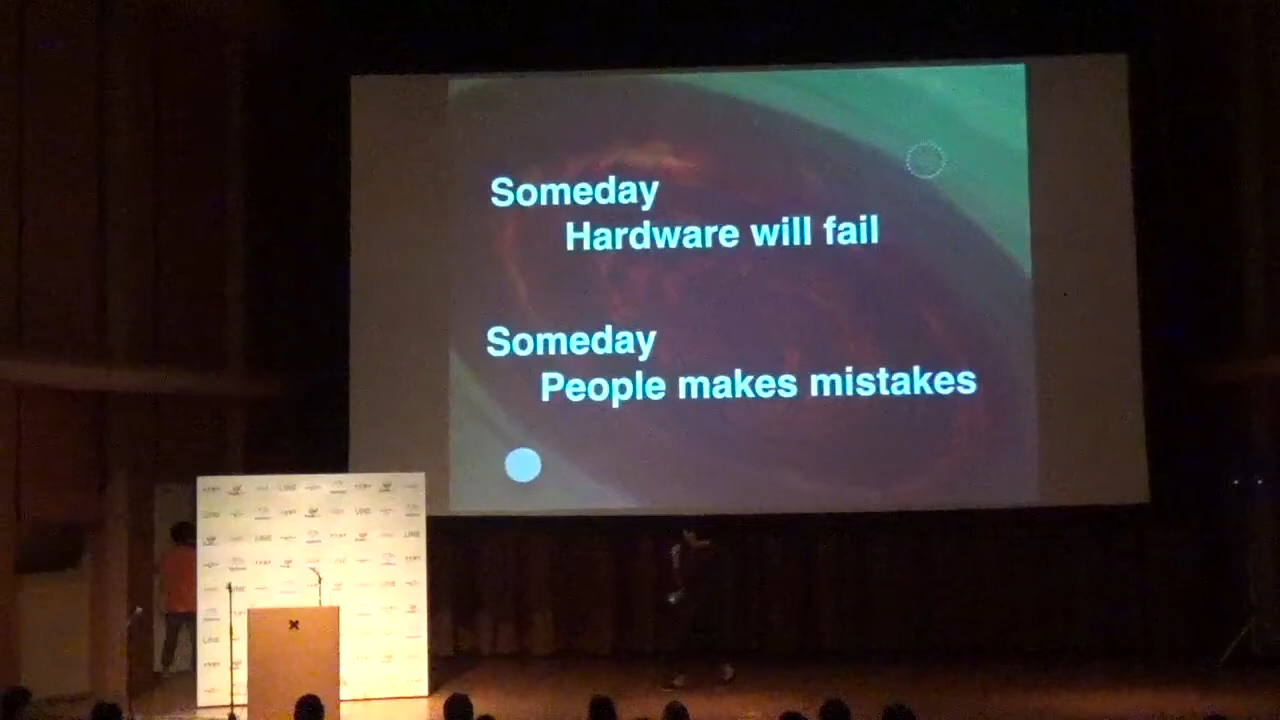 Someday
Hardware will fail
Someday
People makes mistakes